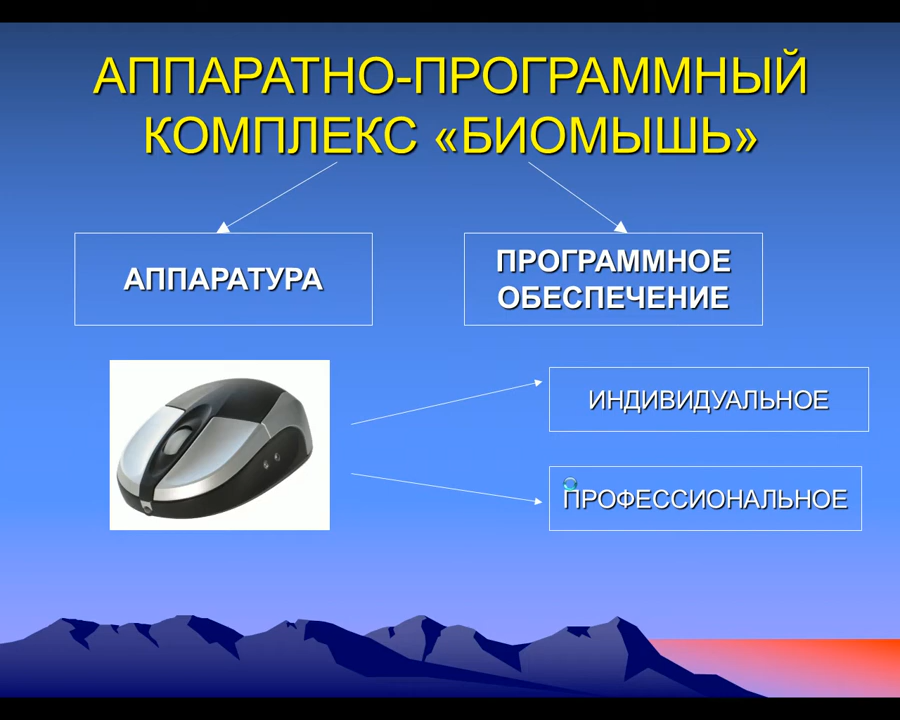 АППАРАТНО-ПРОГРАММНЫЙ
КОМПЛЕКС «БИОМЫШЬ»
АППАРАТУРА
ПРОГРАММНОЕ
ОБЕСПЕЧЕНИЕ
ИНДИВИДУАЛЬНОЕ
ПРОФЕССИОНАЛЬНОЕ